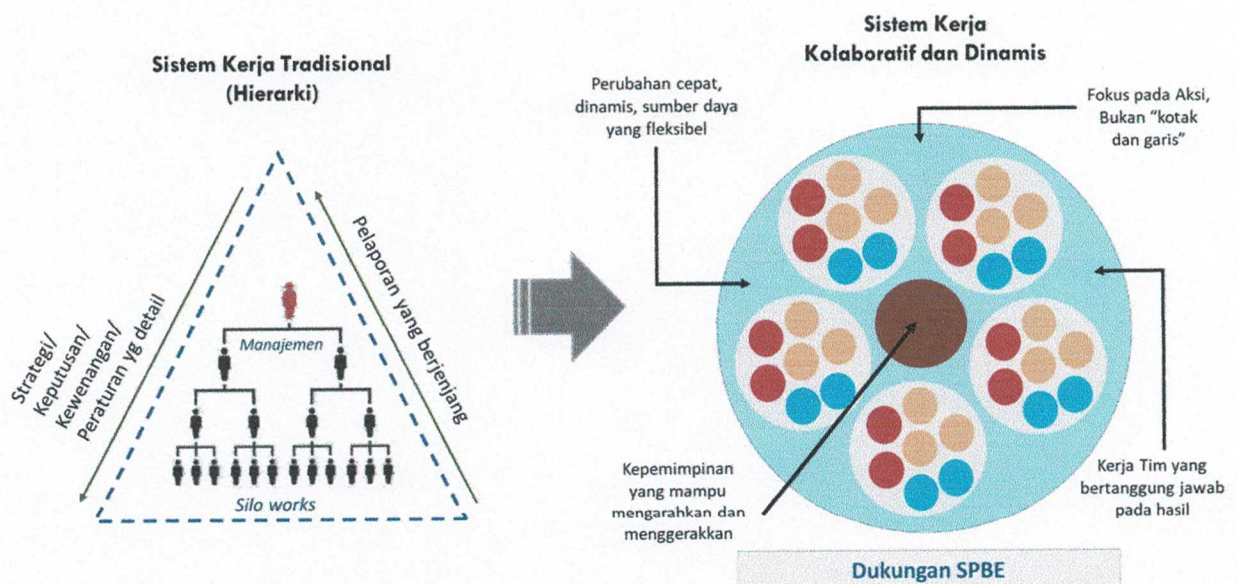 Sistem Kerja Tradisional
(Hierarki)
Strategi/
Keputusan/
Kewenangan/
Peraturan yg detail
Pelaporan yang berjenjang
Manajemen
Silo works
Sistem Kerja
Kolaboratif dan Dinamis
Perubahan cepat,
dinamis, sumber daya
yang fleksibel
Fokus pada Aksi,
Bukan “kotak
dan garis”
Kepemimpinan
yang mampu
mengarahkan dan
menggerakkan
Kerja Tim yang
bertanggung jawab
pada hasil
Dukungan SPBE